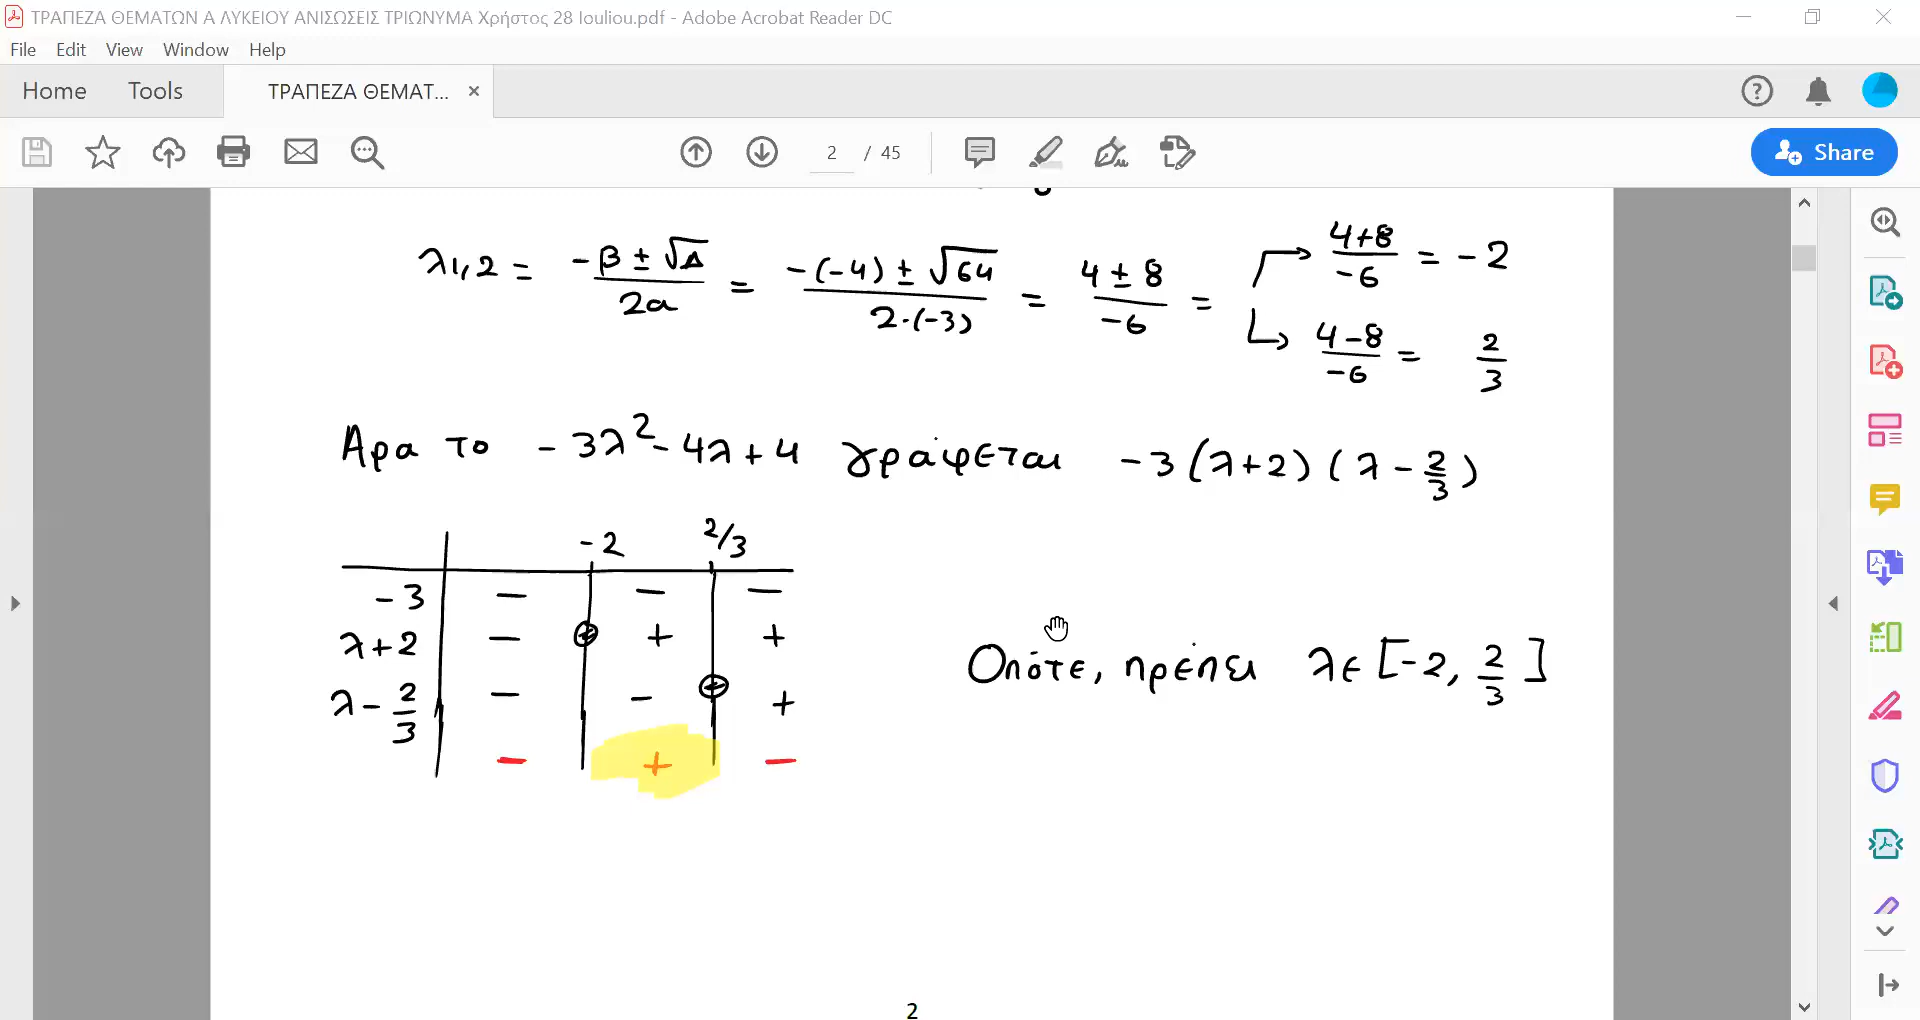 ΤΡΑΠΕΖΑ ΘΕΜΑΤΩΝ Α ΛΥΚΕΙΟΥ ΑΝΙΣΩΣΕΙΣ ΤΡΙΩΝΥΜΑ Χρήστος 28 Iouliou.pdf - Adobe Acrobat Reader DC
File Edit View Window Help
Home Tools ΤΡΑΠΕΖΑ ΘΕΜΑΤ... ×
2 / 45
Share
λ1,2 = -β ± √Δ / 2α = -(-4) ± √64 / 2·(-3) = 4 ± 8 / -6 =
4+8 / -6 = -2
4-8 / -6 = 2/3
Αρα το -3λ² - 4λ + 4 γράφεται -3 (λ+2) (λ - 2/3)
-2 2/3
-3 - - -
λ+2 - + +
λ - 2/3 - - +
- + -
Οπότε, πρέπει λ ∈ [-2, 2/3]
2